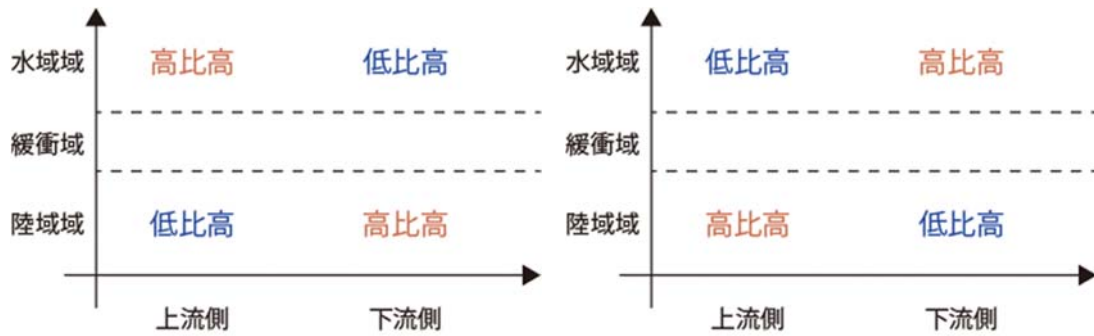 水域域 高比高 低比高
緩衝域
陸域域 低比高 高比高
上流側 下流側
水域域 低比高 高比高
緩衝域
陸域域 高比高 低比高
上流側 下流側